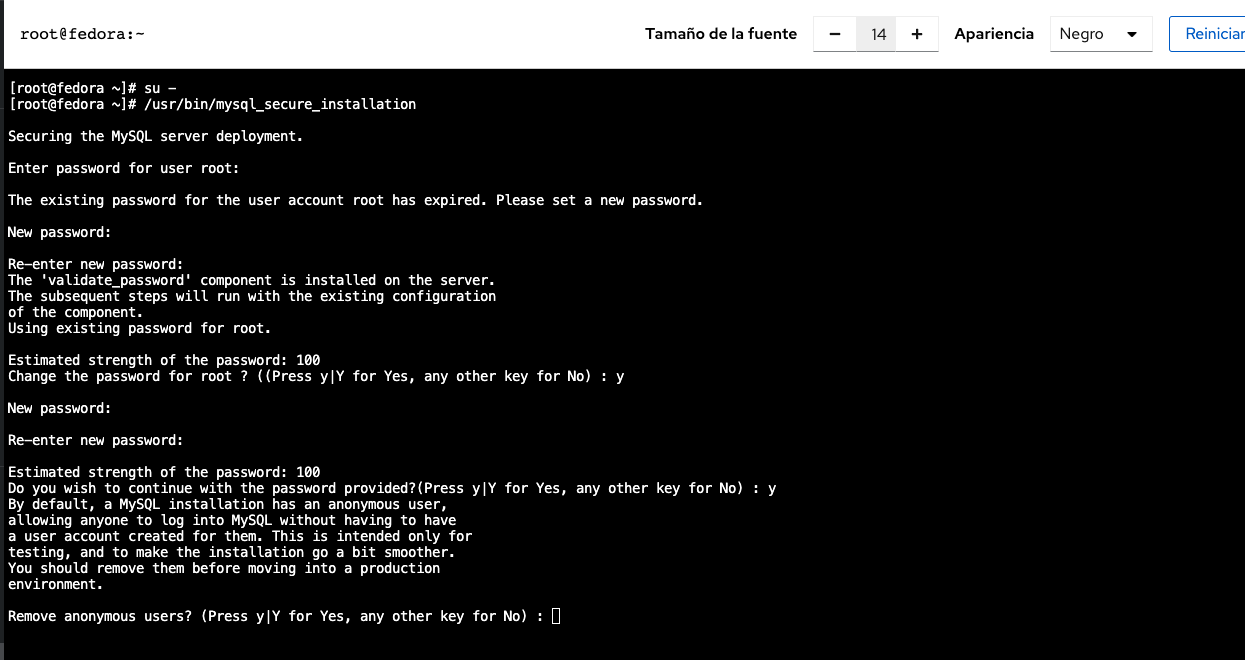 root@fedora:~
Tamaño de la fuente
−
14
+
Apariencia
Negro
Reiniciar
[root@fedora ~]# su -
[root@fedora ~]# /usr/bin/mysql_secure_installation
Securing the MySQL server deployment.
Enter password for user root:
The existing password for the user account root has expired. Please set a new password.
New password:
Re-enter new password:
The 'validate_password' component is installed on the server.
The subsequent steps will run with the existing configuration
of the component.
Using existing password for root.
Estimated strength of the password: 100
Change the password for root ? ((Press y|Y for Yes, any other key for No) : y
New password:
Re-enter new password:
Estimated strength of the password: 100
Do you wish to continue with the password provided?(Press y|Y for Yes, any other key for No) : y
By default, a MySQL installation has an anonymous user,
allowing anyone to log into MySQL without having to have
a user account created for them. This is intended only for
testing, and to make the installation go a bit smoother.
You should remove them before moving into a production
environment.
Remove anonymous users? (Press y|Y for Yes, any other key for No) :